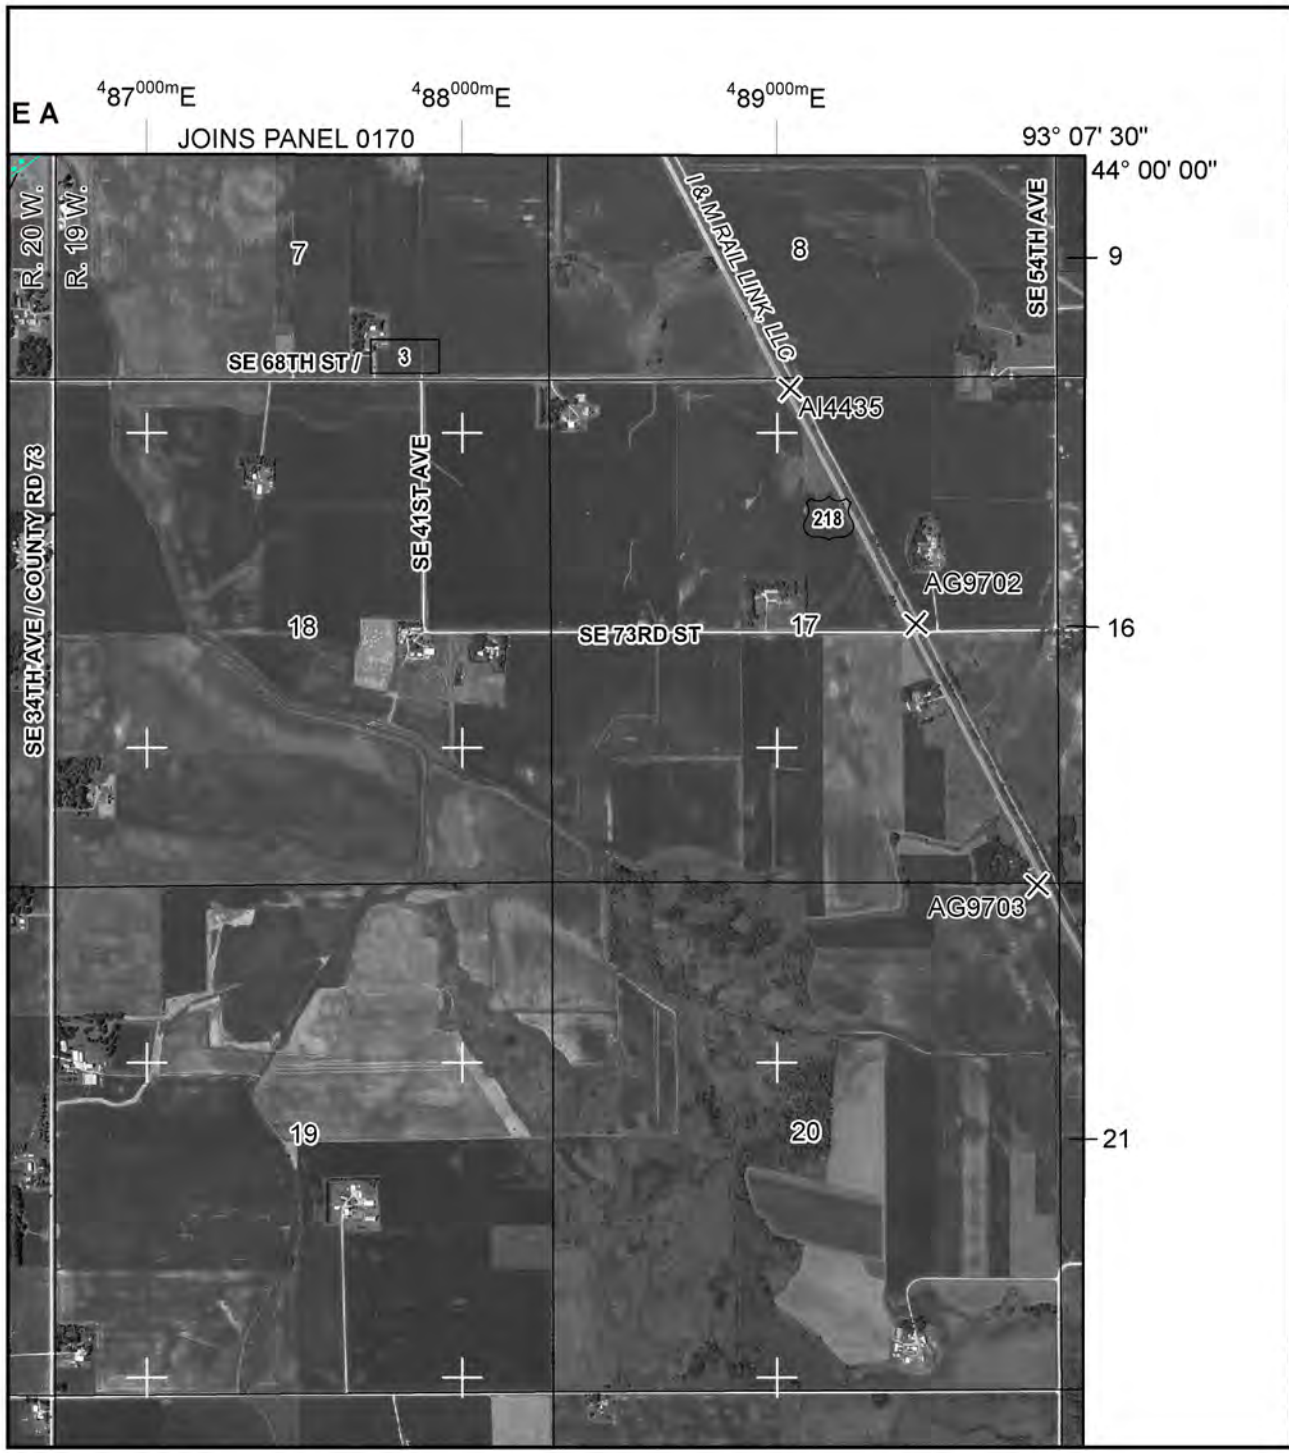 ⁴87⁰⁰⁰ᵐE
⁴88⁰⁰⁰ᵐE
⁴89⁰⁰⁰ᵐE
E A
JOINS PANEL 0170
93° 07' 30"
44° 00' 00"
R. 20 W.
R. 19 W.
7
8
9
I & M RAIL LINK, LLC
SE 54TH AVE
SE 68TH ST /
3
AI4435
SE 34TH AVE / COUNTY RD 73
SE 41ST AVE
218
AG9702
18
SE 73RD ST
17
16
AG9703
19
20
21